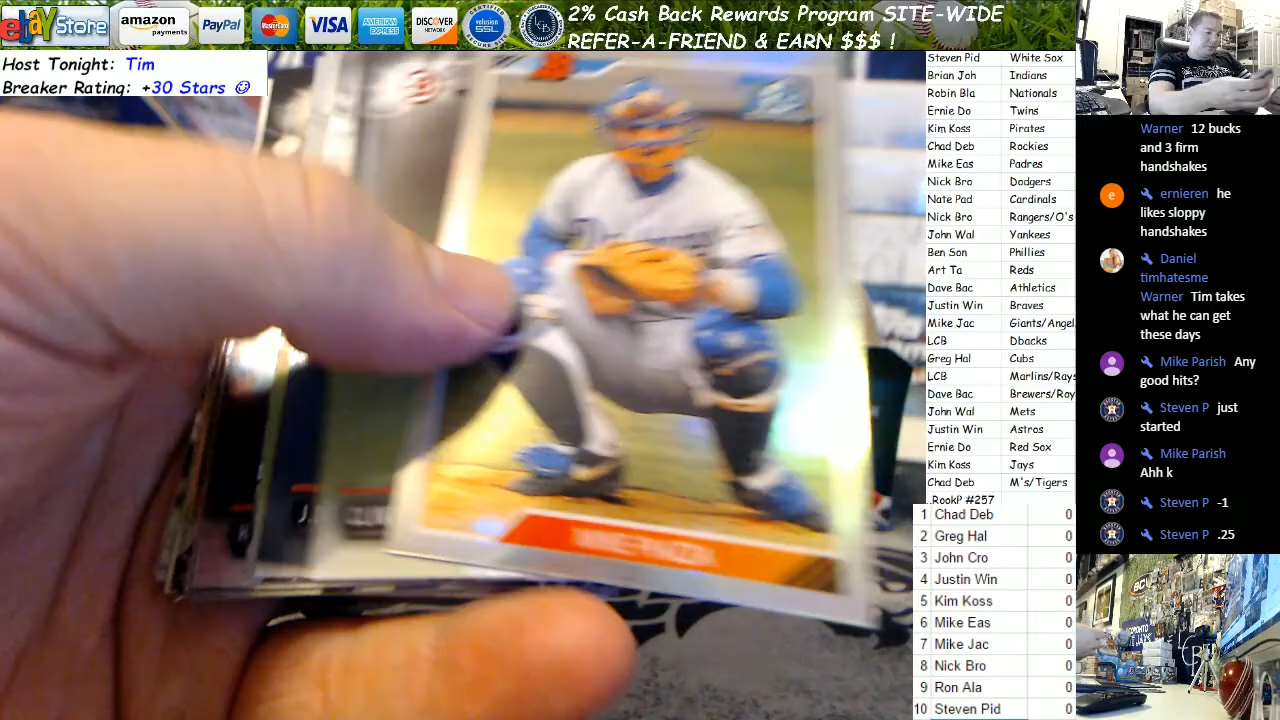 ebay Store
amazon
payments
PayPal
MasterCard
VISA
AMERICAN
EXPRESS
DISCOVER
NETWORK
volusion
SSL
LCB
2% Cash Back Rewards Program SITE-WIDE
REFER-A-FRIEND & EARN $$$ !
Host Tonight: Tim
Breaker Rating: +30 Stars ☺
Steven Pid White Sox
Brian Joh Indians
Robin Bla Nationals
Ernie Do Twins
Kim Koss Pirates
Chad Deb Rockies
Mike Eas Padres
Nick Bro Dodgers
Nate Pad Cardinals
Nick Bro Rangers/O's
John Wal Yankees
Ben Son Phillies
Art Ta Reds
Dave Bac Athletics
Justin Win Braves
Mike Jac Giants/Angel
LCB Dbacks
Greg Hal Cubs
LCB Marlins/Rays
Dave Bac Brewers/Roy
John Wal Mets
Justin Win Astros
Ernie Do Red Sox
Kim Koss Jays
Chad Deb M's/Tigers
RookP #257
1 Chad Deb 0
2 Greg Hal 0
3 John Cro 0
4 Justin Win 0
5 Kim Koss 0
6 Mike Eas 0
7 Mike Jac 0
8 Nick Bro 0
9 Ron Ala 0
10 Steven Pid 0
Warner 12 bucks
and 3 firm
handshakes
e ernieren he
likes sloppy
handshakes
Daniel
timhatesme
Warner Tim takes
what he can get
these days
Mike Parish Any
good hits?
Steven P just
started
Mike Parish
Ahh k
Steven P -1
Steven P .25
MIKE PIAZZA
TORONTO